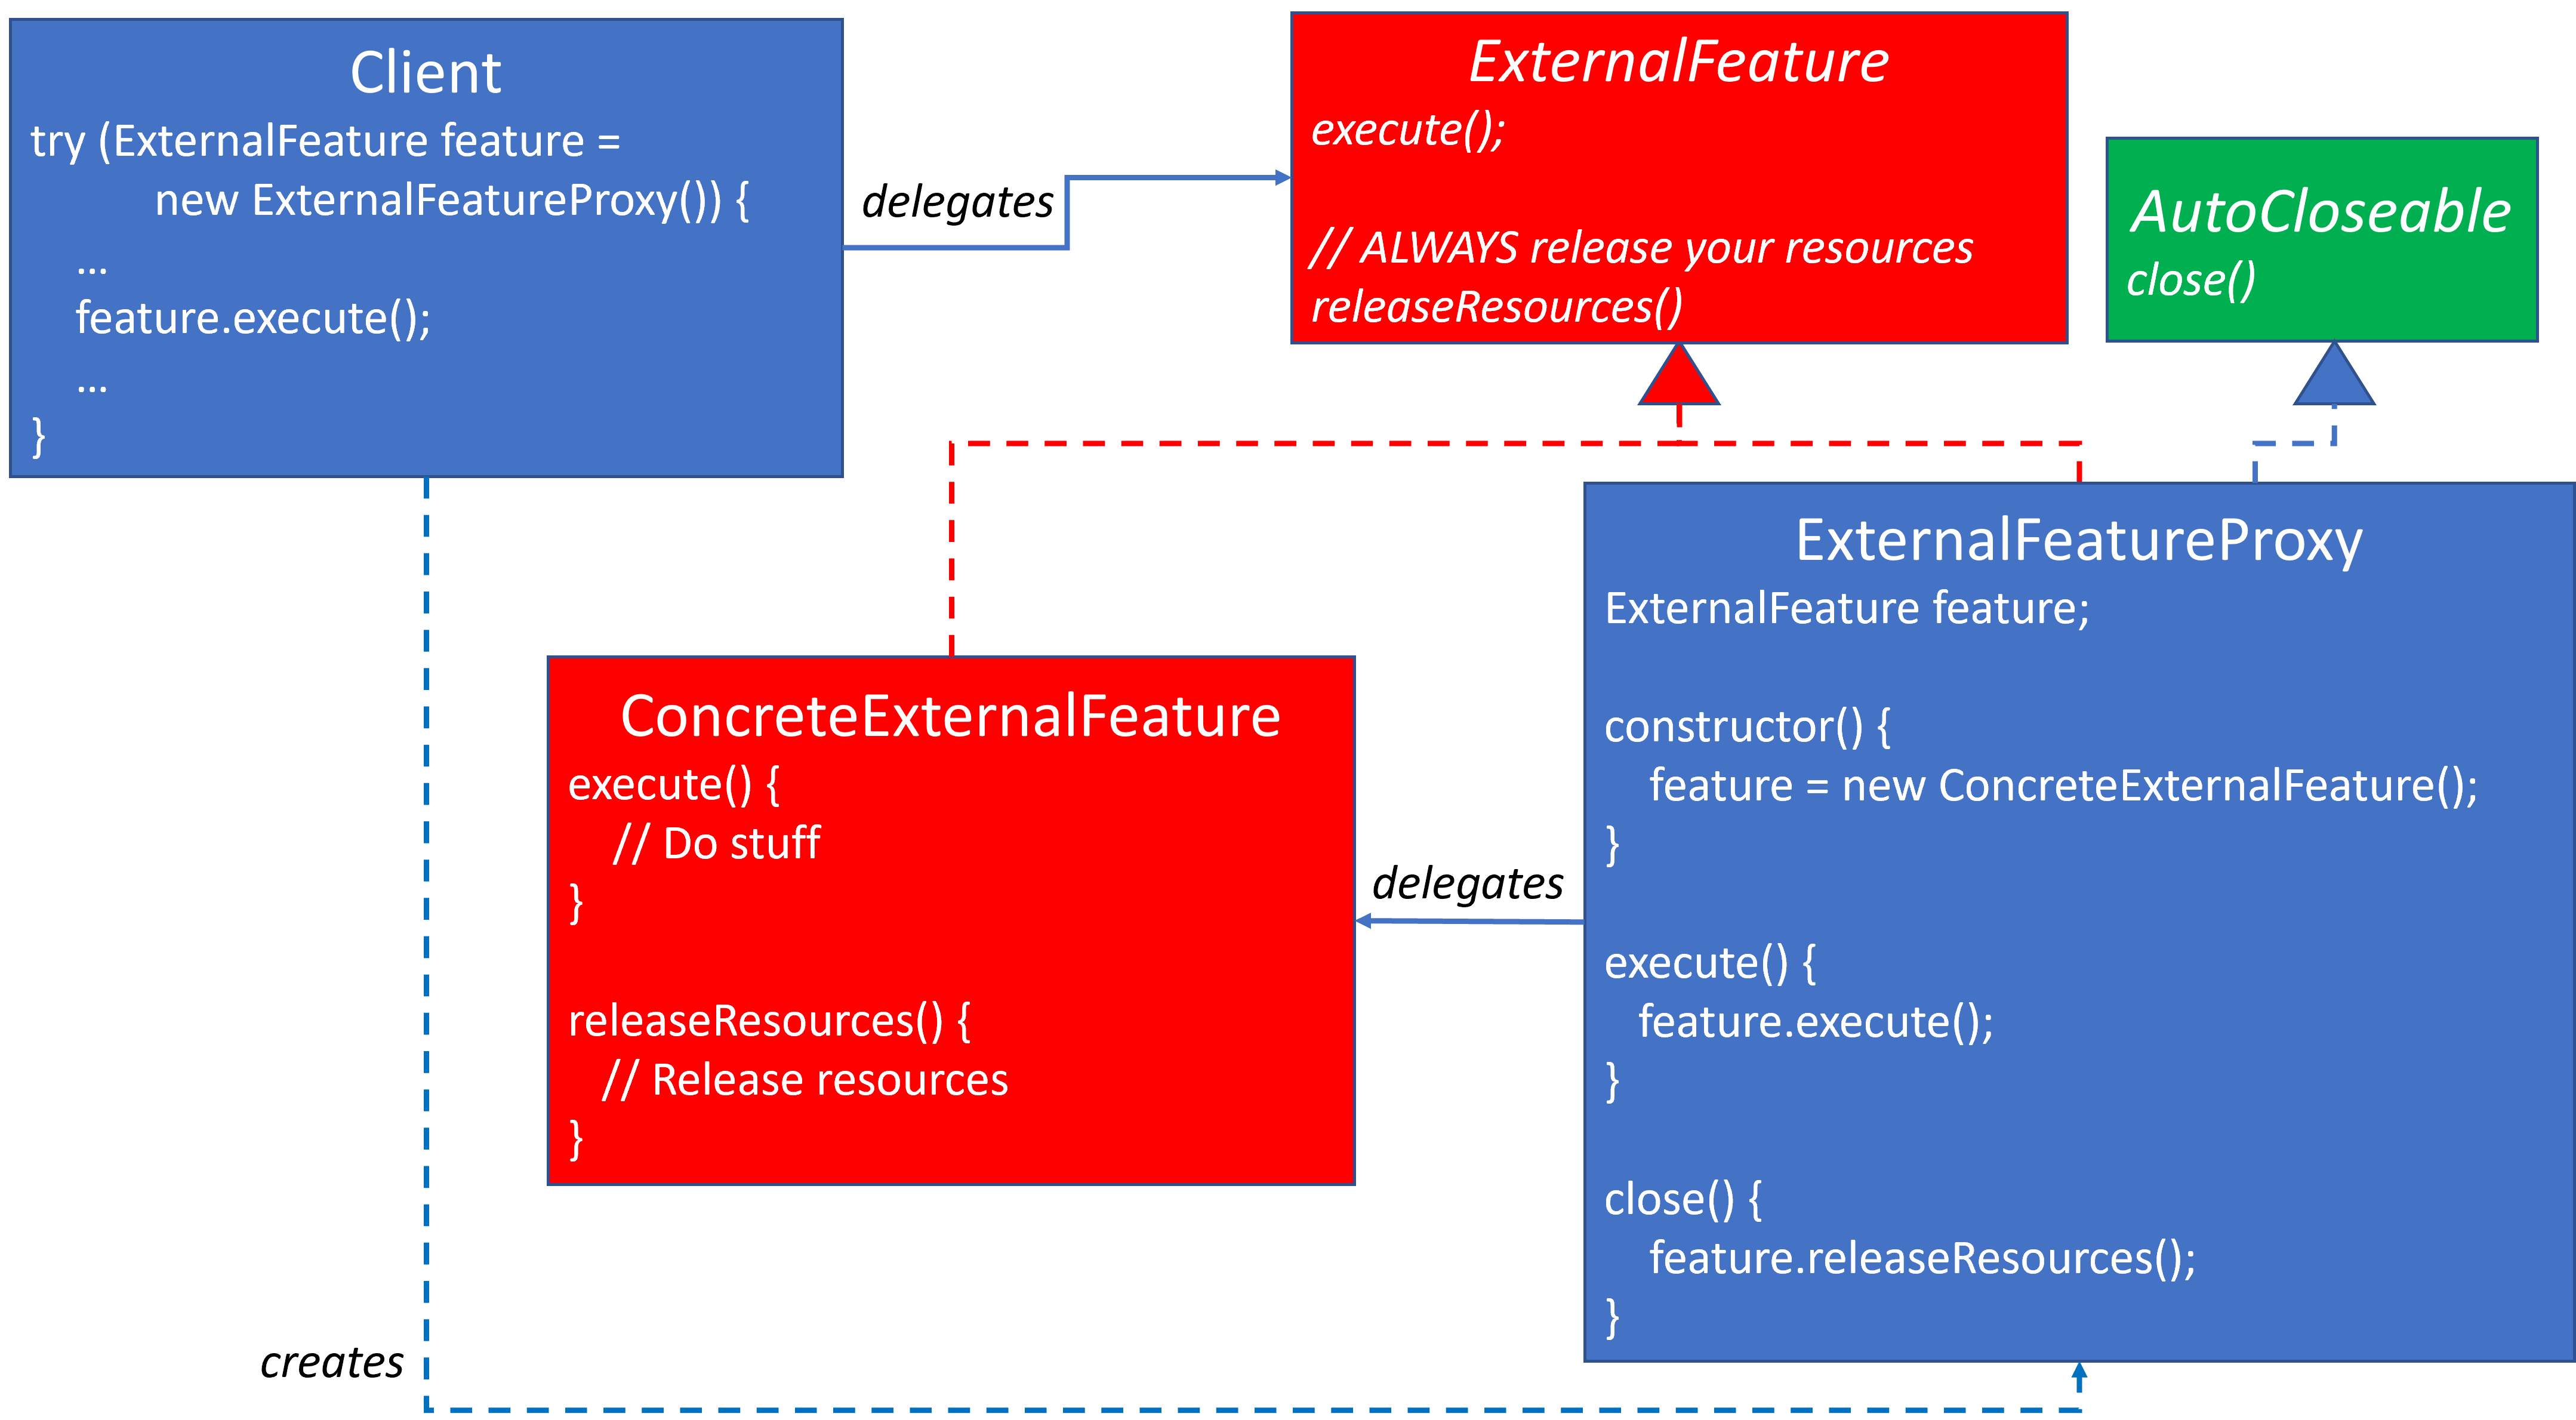 Client
try (ExternalFeature feature =
new ExternalFeatureProxy()) {
...
feature.execute();
...
}
delegates
ExternalFeature
execute();
// ALWAYS release your resources
releaseResources()
AutoCloseable
close()
ConcreteExternalFeature
execute() {
// Do stuff
}
releaseResources() {
// Release resources
}
delegates
ExternalFeatureProxy
ExternalFeature feature;
constructor() {
feature = new ConcreteExternalFeature();
}
execute() {
feature.execute();
}
close() {
feature.releaseResources();
}
creates